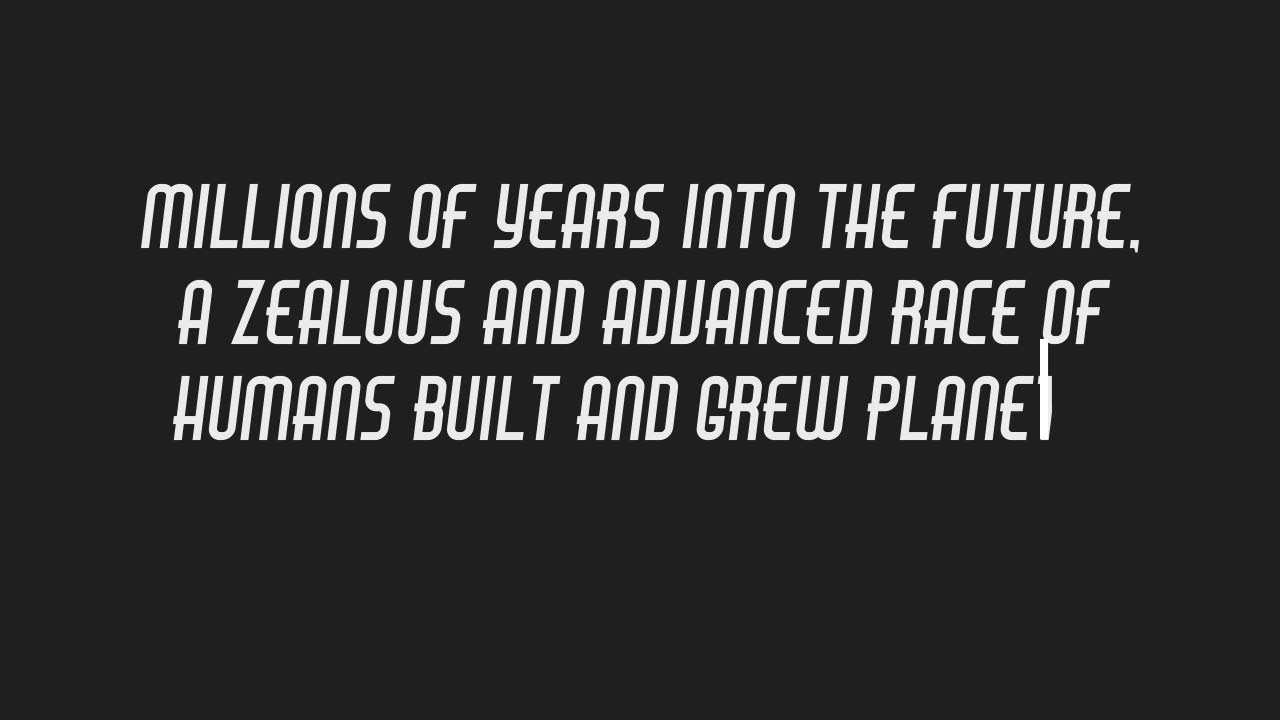 MILLIONS OF YEARS INTO THE FUTURE,
A ZEALOUS AND ADVANCED RACE OF
HUMANS BUILT AND GREW PLANET